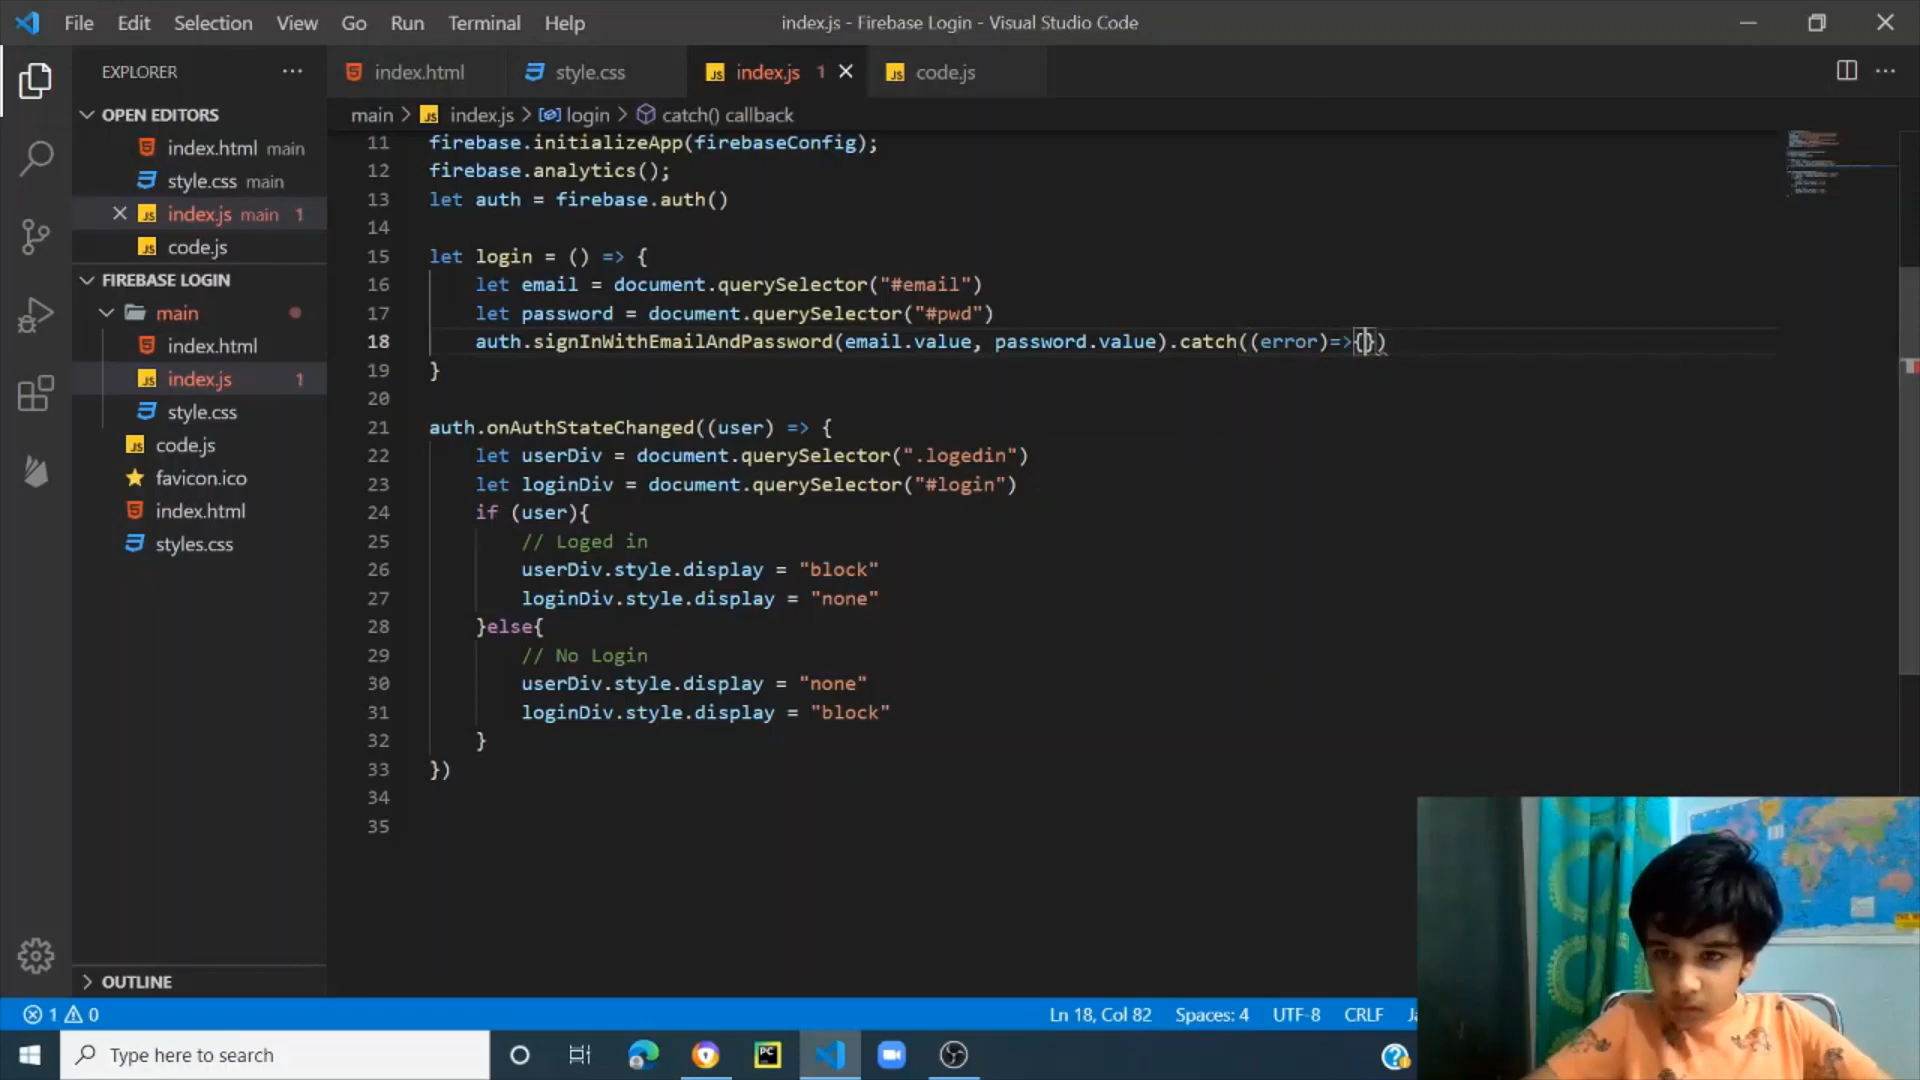 File Edit Selection View Go Run Terminal Help
index.js - Firebase Login - Visual Studio Code
EXPLORER
index.html
style.css
index.js 1
code.js
main > index.js > login > catch() callback
OPEN EDITORS
index.html main
style.css main
index.js main 1
code.js
FIREBASE LOGIN
main
index.html
index.js 1
style.css
code.js
favicon.ico
index.html
styles.css
OUTLINE
11 firebase.initializeApp(firebaseConfig);
12 firebase.analytics();
13 let auth = firebase.auth()
14
15 let login = () => {
16 let email = document.querySelector("#email")
17 let password = document.querySelector("#pwd")
18 auth.signInWithEmailAndPassword(email.value, password.value).catch((error)=>{})
19 }
20
21 auth.onAuthStateChanged((user) => {
22 let userDiv = document.querySelector(".logedin")
23 let loginDiv = document.querySelector("#login")
24 if (user){
25 // Loged in
26 userDiv.style.display = "block"
27 loginDiv.style.display = "none"
28 }else{
29 // No Login
30 userDiv.style.display = "none"
31 loginDiv.style.display = "block"
32 }
33 })
34
35
1 0
Ln 18, Col 82 Spaces: 4 UTF-8 CRLF
Type here to search